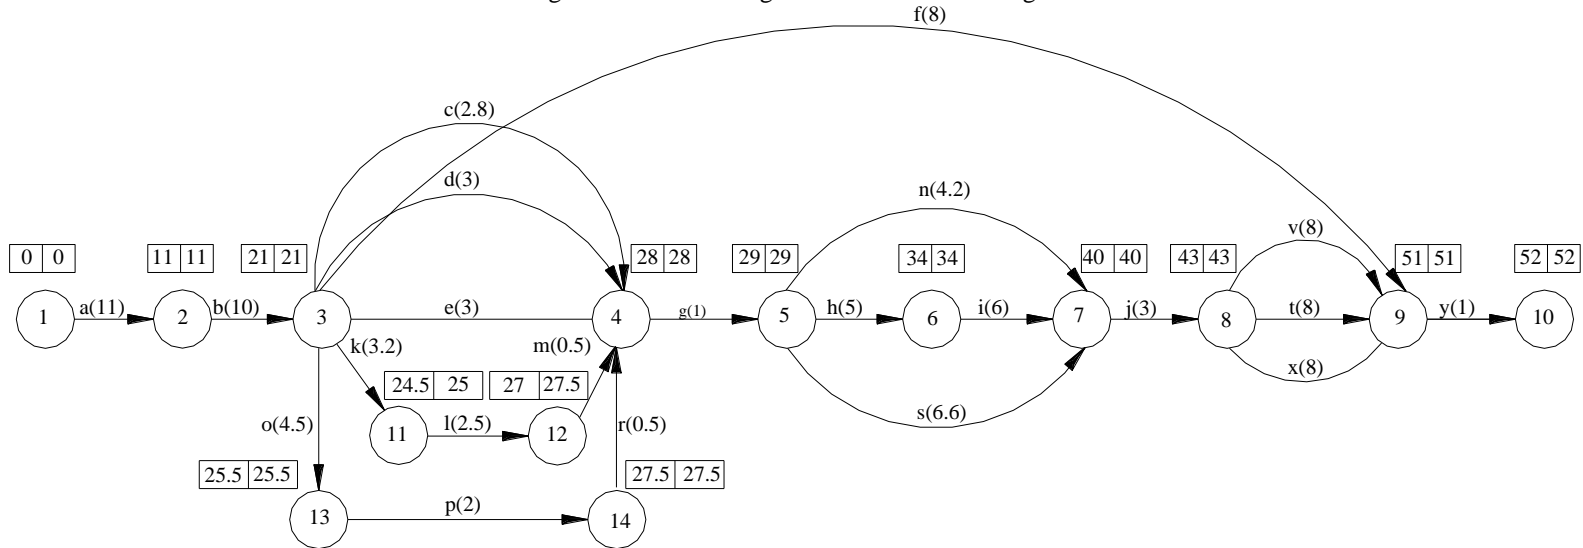 f(8)
c(2.8)
d(3)
n(4.2)
v(8)
0 0
11 11
21 21
28 28
29 29
34 34
40 40
43 43
51 51
52 52
1 a(11) 2 b(10) 3 e(3) 4 g(1) 5 h(5) 6 i(6) 7 j(3) 8 t(8) 9 y(1) 10
k(3.2) m(0.5)
x(8)
24.5 25
27 27.5
s(6.6)
o(4.5) 11 l(2.5) 12 r(0.5)
25.5 25.5
27.5 27.5
13 p(2) 14